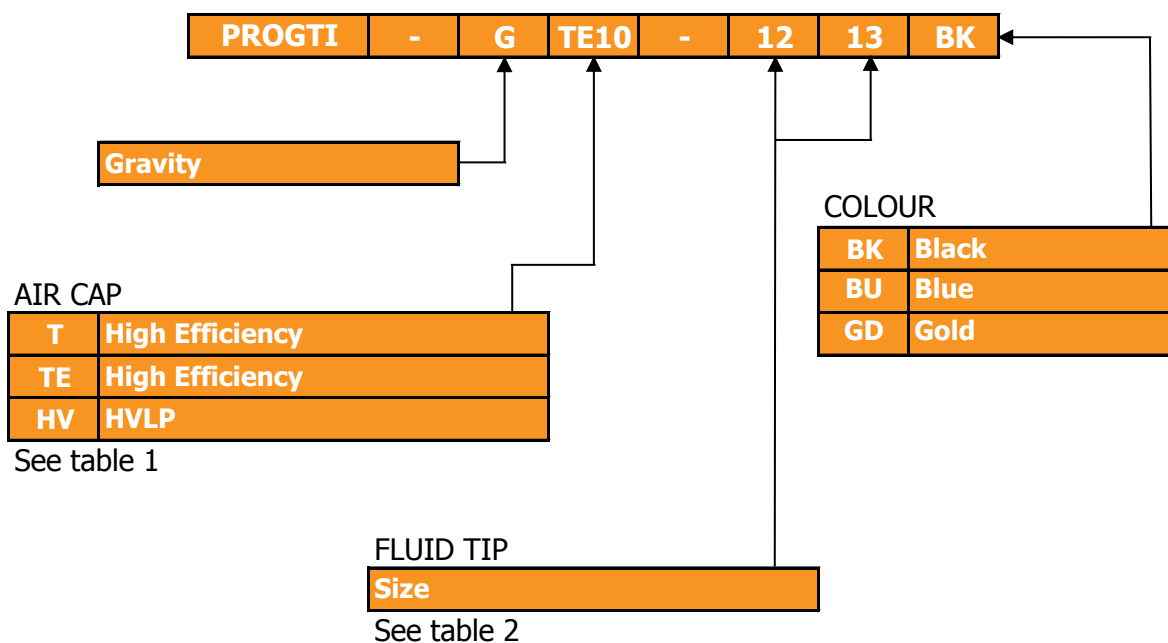 PROGTI - G TE10 - 12 13 BK
Gravity
COLOUR
BK Black
BU Blue
GD Gold
AIR CAP
T High Efficiency
TE High Efficiency
HV HVLP
See table 1
FLUID TIP
Size
See table 2